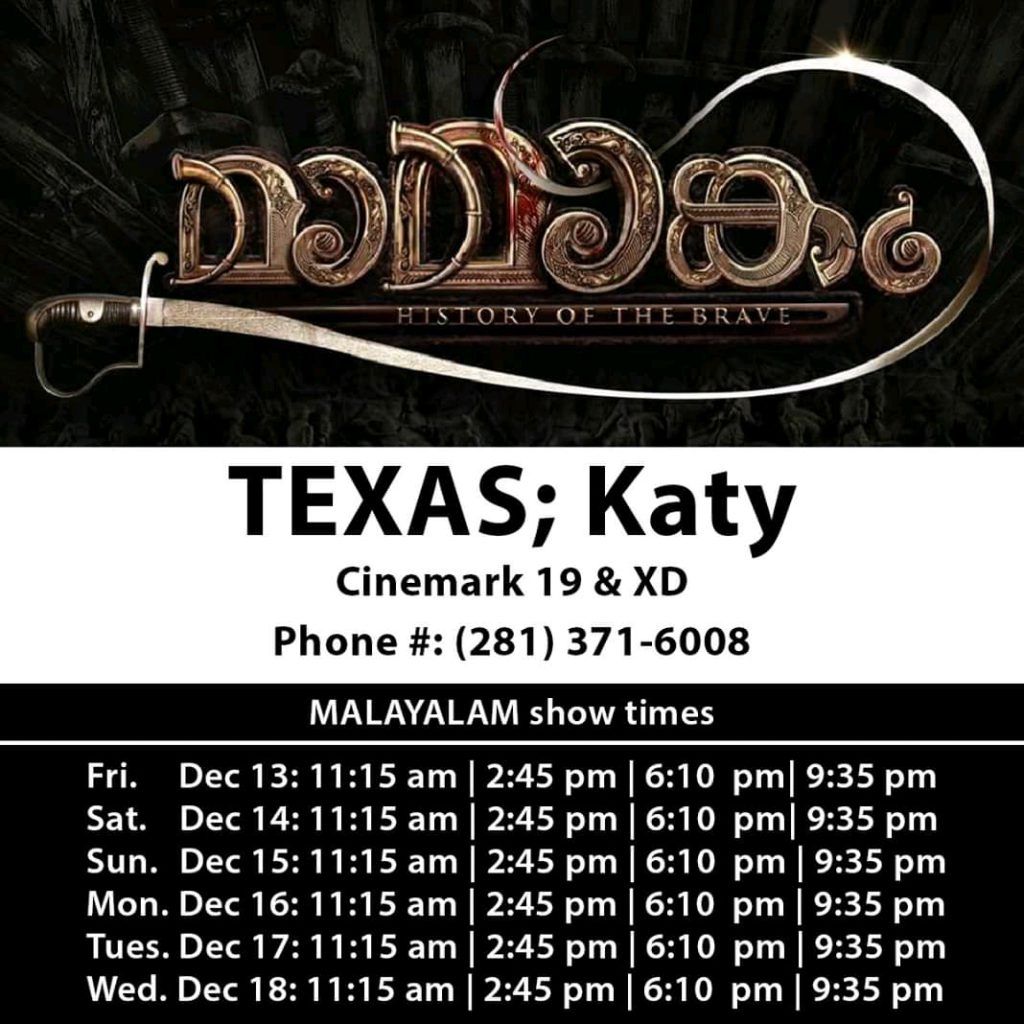 മാമാങ്കം
HISTORY OF THE BRAVE
TEXAS; Katy
Cinemark 19 & XD
Phone #: (281) 371-6008
MALAYALAM show times
Fri. Dec 13: 11:15 am | 2:45 pm | 6:10 pm| 9:35 pm
Sat. Dec 14: 11:15 am | 2:45 pm | 6:10 pm| 9:35 pm
Sun. Dec 15: 11:15 am | 2:45 pm | 6:10 pm | 9:35 pm
Mon. Dec 16: 11:15 am | 2:45 pm | 6:10 pm | 9:35 pm
Tues. Dec 17: 11:15 am | 2:45 pm | 6:10 pm | 9:35 pm
Wed. Dec 18: 11:15 am | 2:45 pm | 6:10 pm | 9:35 pm